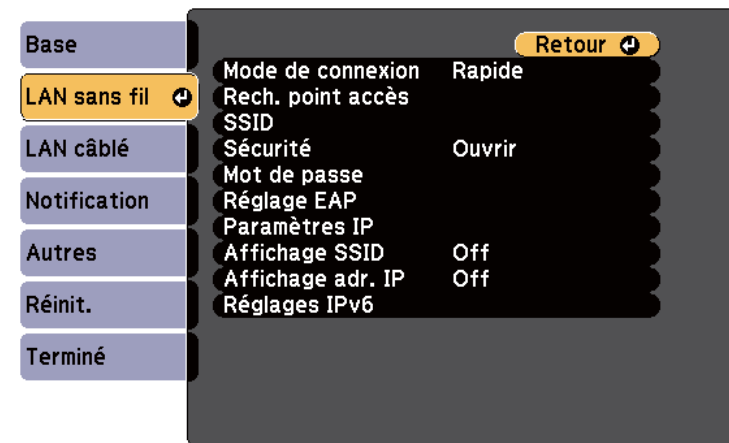 Base
LAN sans fil
LAN câblé
Notification
Autres
Réinit.
Terminé
Retour
Mode de connexion Rapide
Rech. point accès
SSID
Sécurité Ouvrir
Mot de passe
Réglage EAP
Paramètres IP
Affichage SSID Off
Affichage adr. IP Off
Réglages IPv6